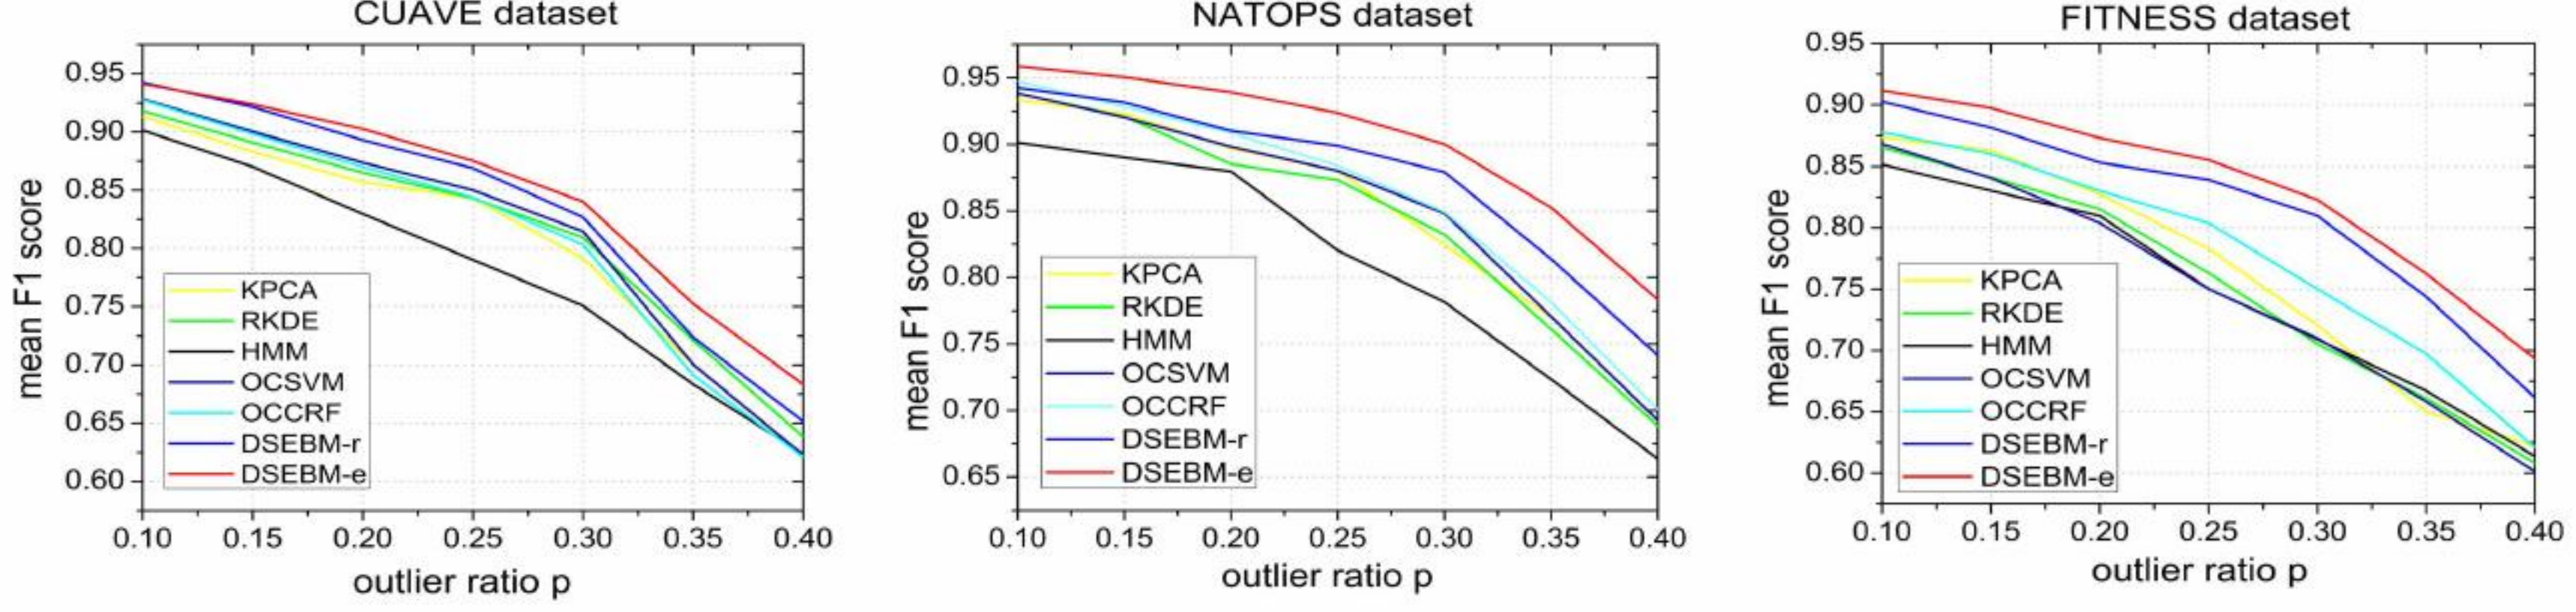 CUAVE dataset
mean F1 score
0.95
0.90
0.85
0.80
0.75
0.70
0.65
0.60
KPCA
RKDE
HMM
OCSVM
OCCRF
DSEBM-r
DSEBM-e
0.10 0.15 0.20 0.25 0.30 0.35 0.40
outlier ratio p
NATOPS dataset
mean F1 score
0.95
0.90
0.85
0.80
0.75
0.70
0.65
KPCA
RKDE
HMM
OCSVM
OCCRF
DSEBM-r
DSEBM-e
0.10 0.15 0.20 0.25 0.30 0.35 0.40
outlier ratio p
FITNESS dataset
mean F1 score
0.95
0.90
0.85
0.80
0.75
0.70
0.65
0.60
KPCA
RKDE
HMM
OCSVM
OCCRF
DSEBM-r
DSEBM-e
0.10 0.15 0.20 0.25 0.30 0.35 0.40
outlier ratio p